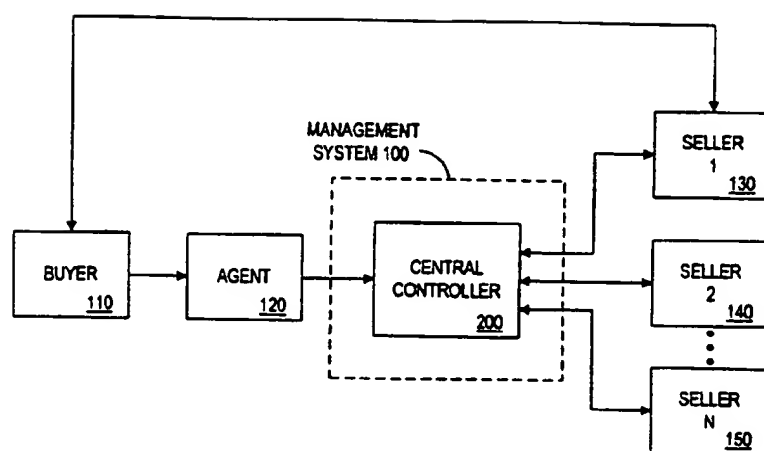 MANAGEMENT
SYSTEM 100
SELLER
1
130
BUYER
110
AGENT
120
CENTRAL
CONTROLLER
200
SELLER
2
140
SELLER
N
150